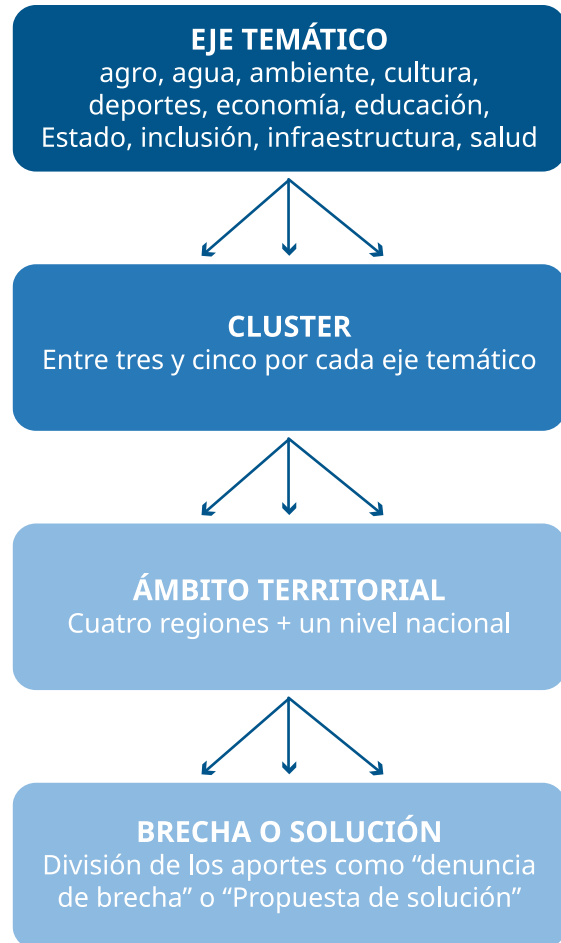 EJE TEMÁTICO
agro, agua, ambiente, cultura,
deportes, economía, educación,
Estado, inclusión, infraestructura, salud
CLUSTER
Entre tres y cinco por cada eje temático
ÁMBITO TERRITORIAL
Cuatro regiones + un nivel nacional
BRECHA O SOLUCIÓN
División de los aportes como “denuncia
de brecha” o “Propuesta de solución”